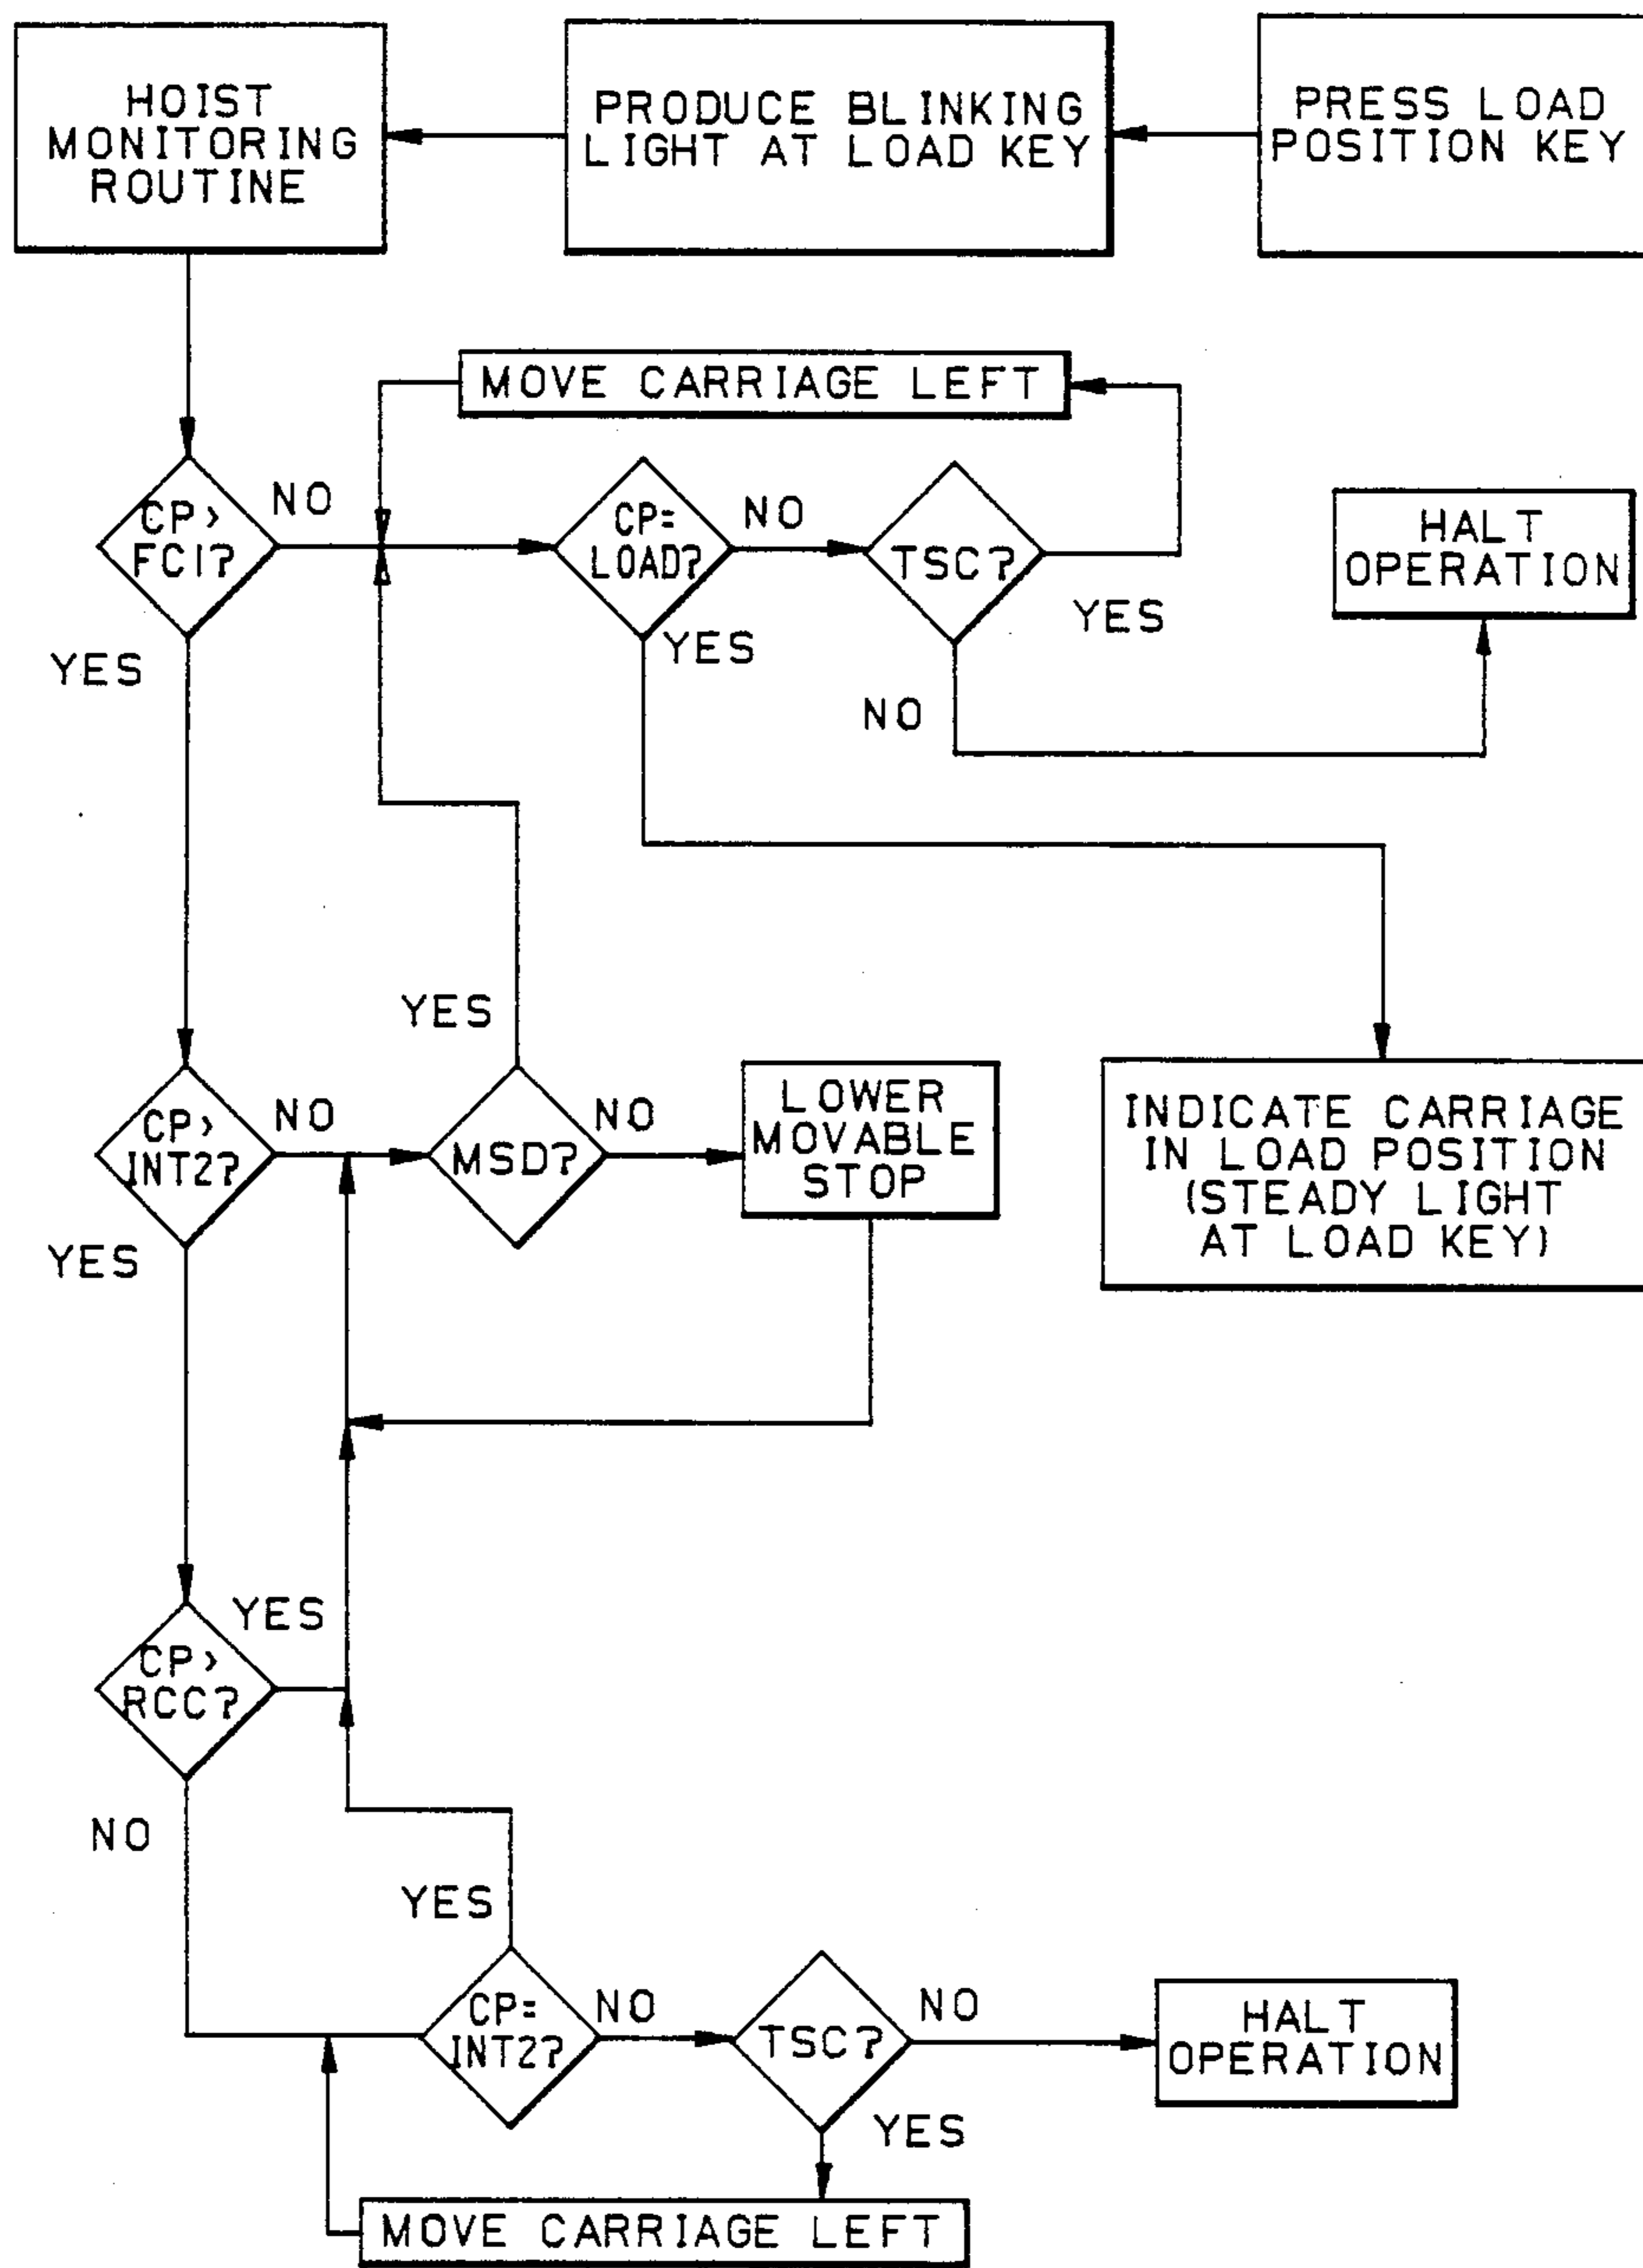 HOIST
MONITORING
ROUTINE
PRODUCE BLINKING
LIGHT AT LOAD KEY
PRESS LOAD
POSITION KEY
MOVE CARRIAGE LEFT
CP>
FC1?
NO
YES
CP=
LOAD?
NO
YES
TSC?
YES
NO
HALT
OPERATION
CP>
INT2?
NO
YES
MSD?
YES
NO
LOWER
MOVABLE
STOP
INDICATE CARRIAGE
IN LOAD POSITION
(STEADY LIGHT
AT LOAD KEY)
CP>
RCC?
YES
NO
CP=
INT2?
YES
NO
TSC?
NO
YES
HALT
OPERATION
MOVE CARRIAGE LEFT